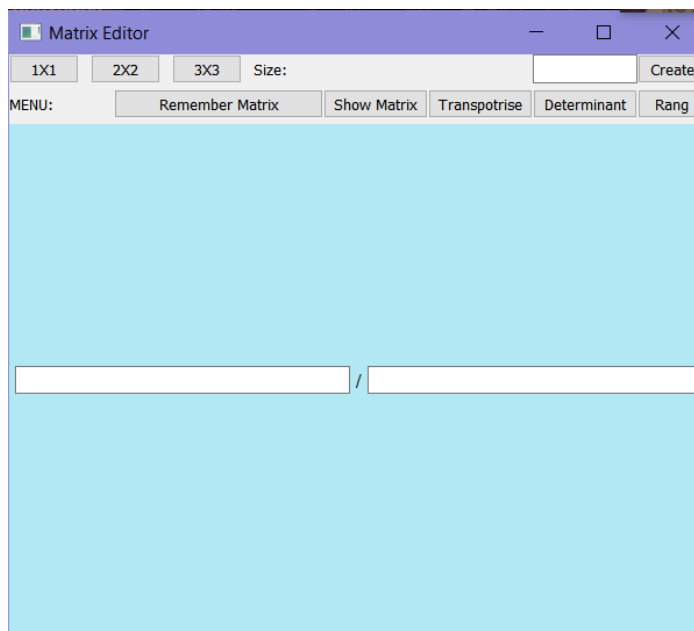 Matrix Editor
1X1 2X2 3X3 Size: Create
MENU: Remember Matrix Show Matrix Transpotrise Determinant Rang
/